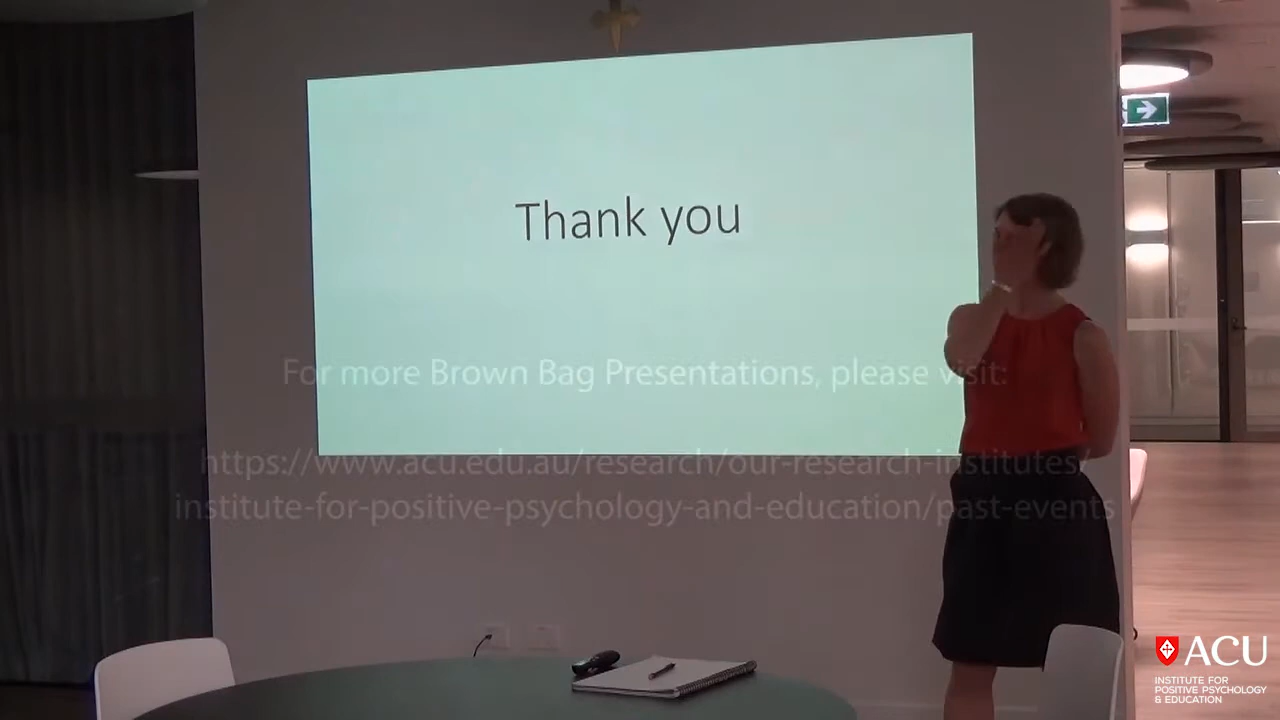 Thank you
For more Brown Bag Presentations, please visit:
https://www.acu.edu.au/research/our-research-institutes/
institute-for-positive-psychology-and-education/past-events
ACU
INSTITUTE FOR
POSITIVE PSYCHOLOGY
& EDUCATION